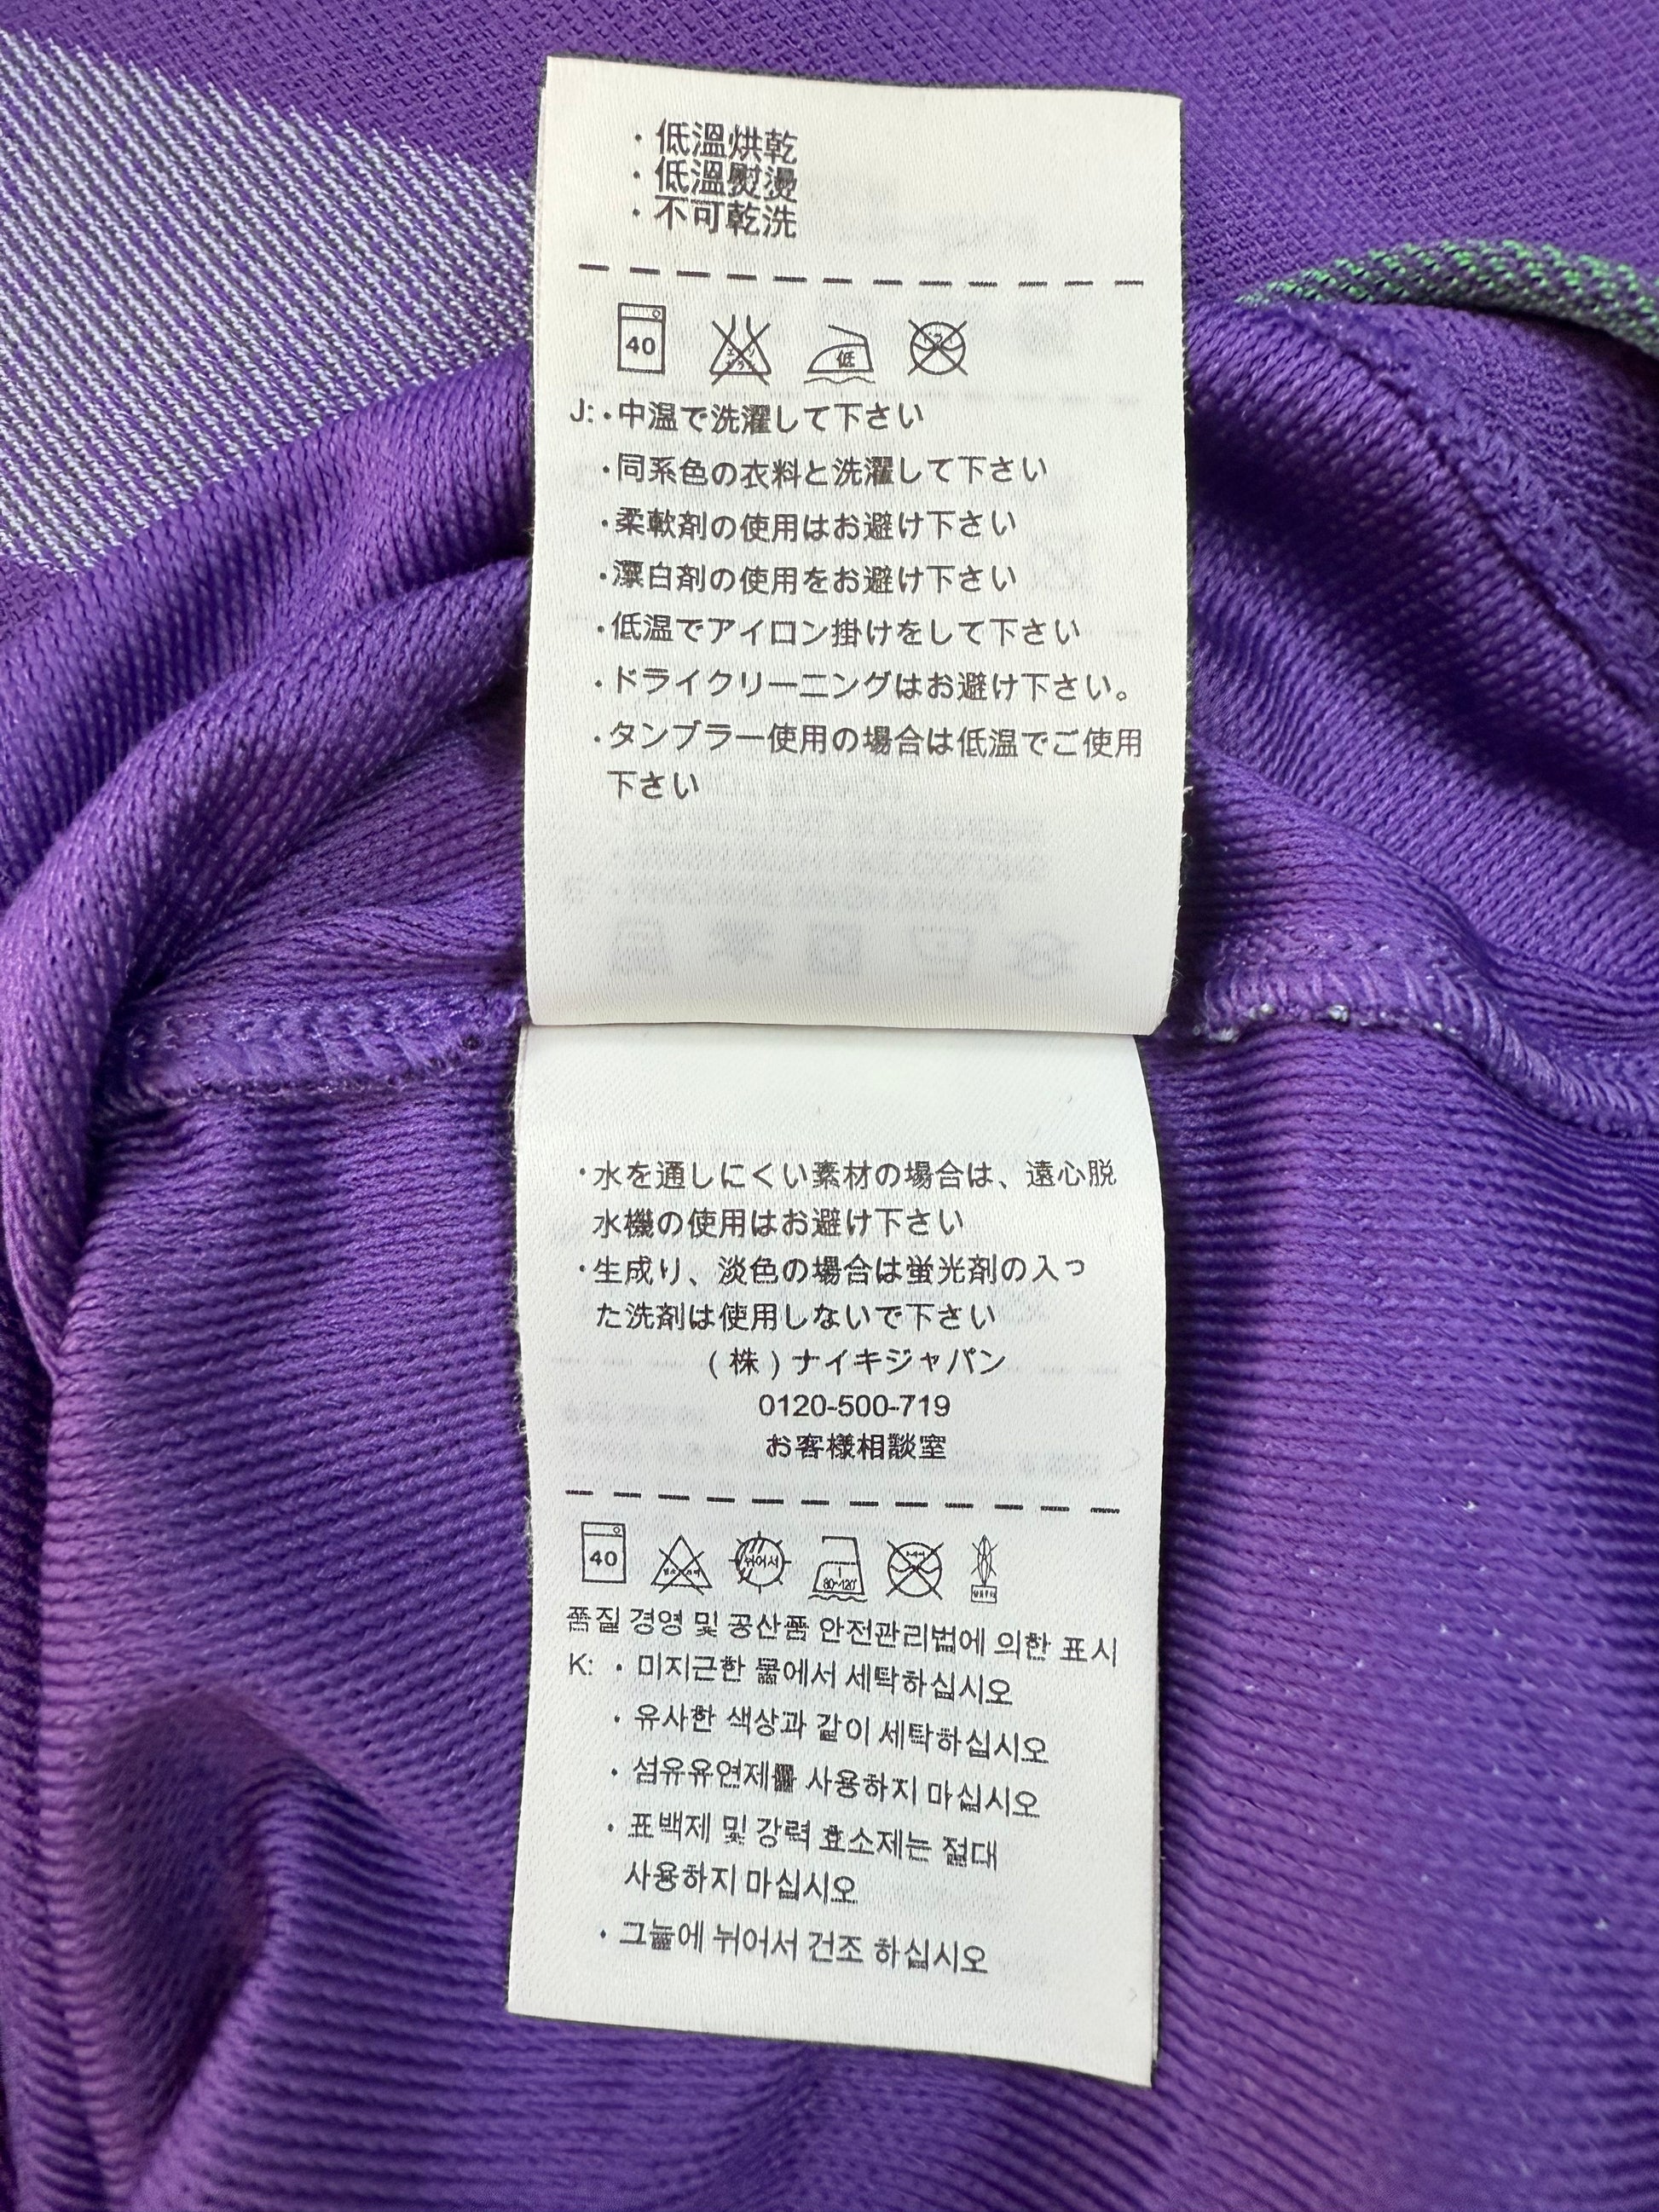 · 低溫烘乾
· 低溫熨燙
· 不可乾洗
40
低
J: ·中温で洗濯して下さい
·同系色の衣料と洗濯して下さい
·柔軟剤の使用はお避け下さい
·漂白剤の使用をお避け下さい
·低温でアイロン掛けをして下さい
·ドライクリーニングはお避け下さい。
·タンブラー使用の場合は低温でご使用
下さい
·水を通しにくい素材の場合は、遠心脱
水機の使用はお避け下さい
·生成り、淡色の場合は蛍光剤の入っ
た洗剤は使用しないで下さい
(株)ナイキジャパン
0120-500-719
お客様相談室
40 뉘어서 80~120°
품질 경영 및 공산품 안전관리법에 의한 표시
K: · 미지근한 물에서 세탁하십시오
· 유사한 색상과 같이 세탁하십시오
· 섬유유연제를 사용하지 마십시오
· 표백제 및 강력 효소제는 절대
사용하지 마십시오
· 그늘에 뉘어서 건조 하십시오